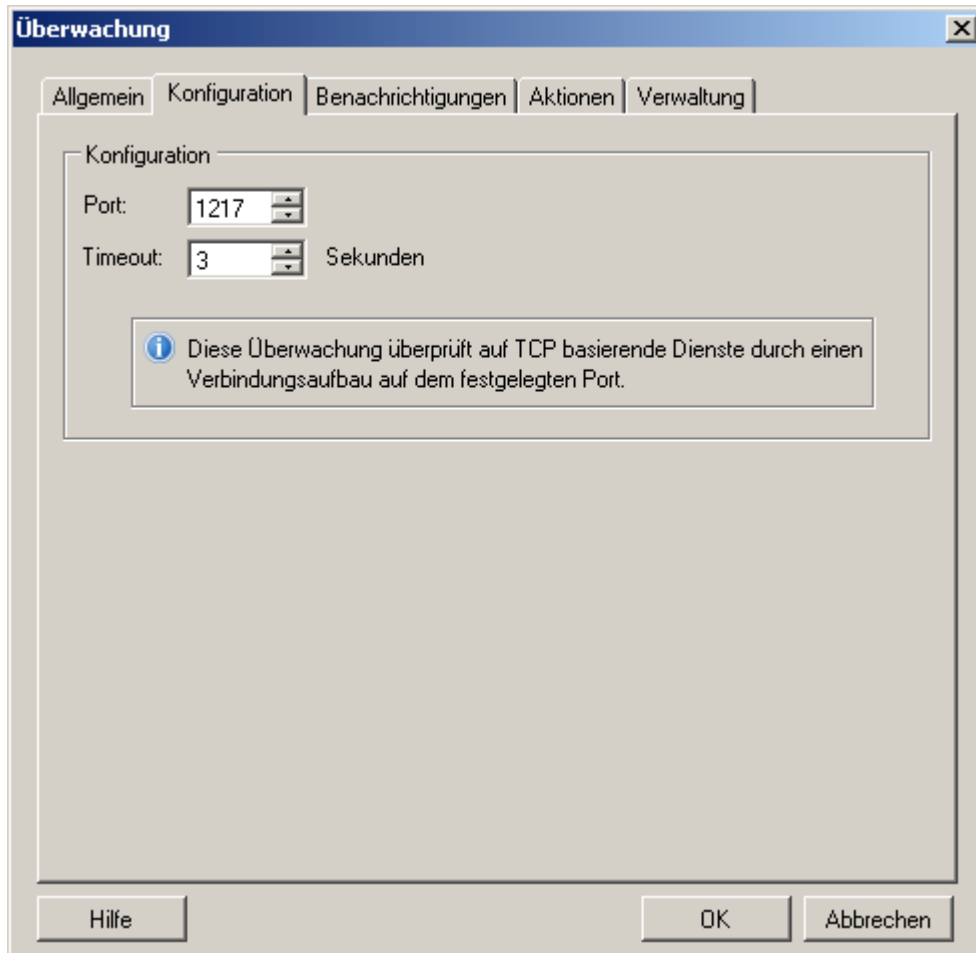 Überwachung
Allgemein Konfiguration Benachrichtigungen Aktionen Verwaltung
Konfiguration
Port: 1217
Timeout: 3 Sekunden
Diese Überwachung überprüft auf TCP basierende Dienste durch einen
Verbindungsaufbau auf dem festgelegten Port.
Hilfe OK Abbrechen